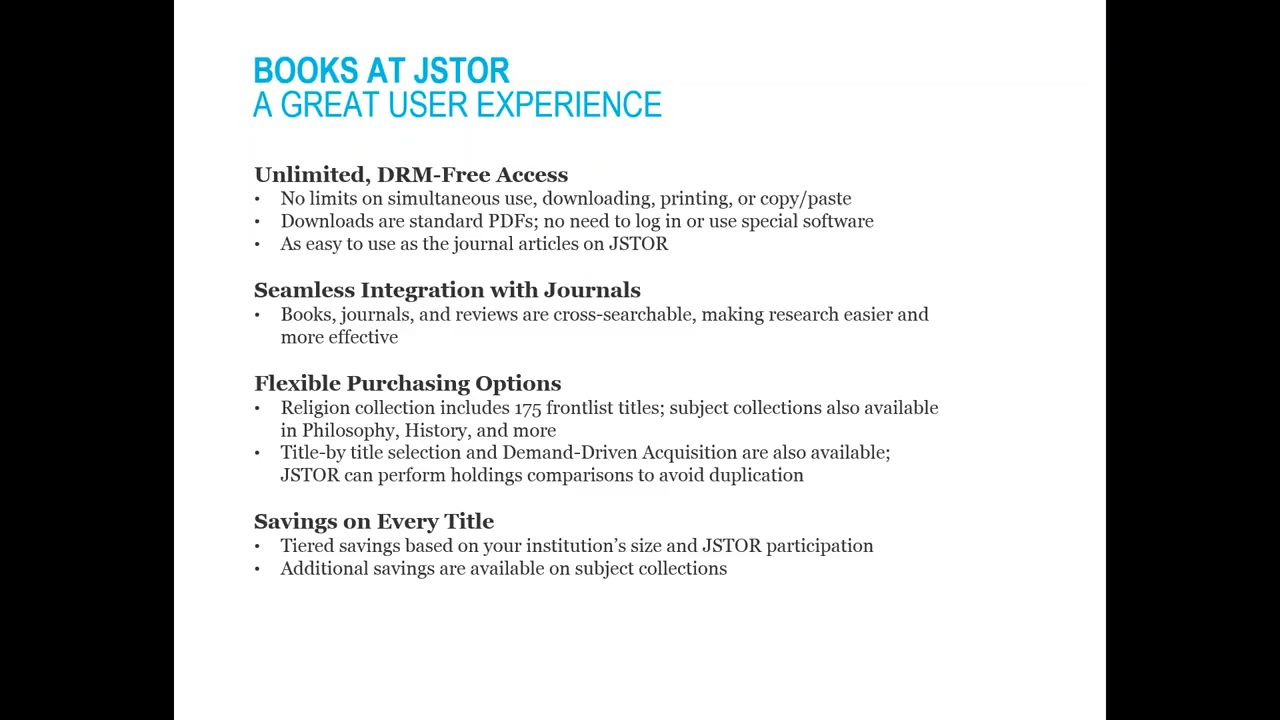 BOOKS AT JSTOR
A GREAT USER EXPERIENCE
Unlimited, DRM-Free Access
• No limits on simultaneous use, downloading, printing, or copy/paste
• Downloads are standard PDFs; no need to log in or use special software
• As easy to use as the journal articles on JSTOR
Seamless Integration with Journals
• Books, journals, and reviews are cross-searchable, making research easier and
more effective
Flexible Purchasing Options
• Religion collection includes 175 frontlist titles; subject collections also available
in Philosophy, History, and more
• Title-by title selection and Demand-Driven Acquisition are also available;
JSTOR can perform holdings comparisons to avoid duplication
Savings on Every Title
• Tiered savings based on your institution’s size and JSTOR participation
• Additional savings are available on subject collections